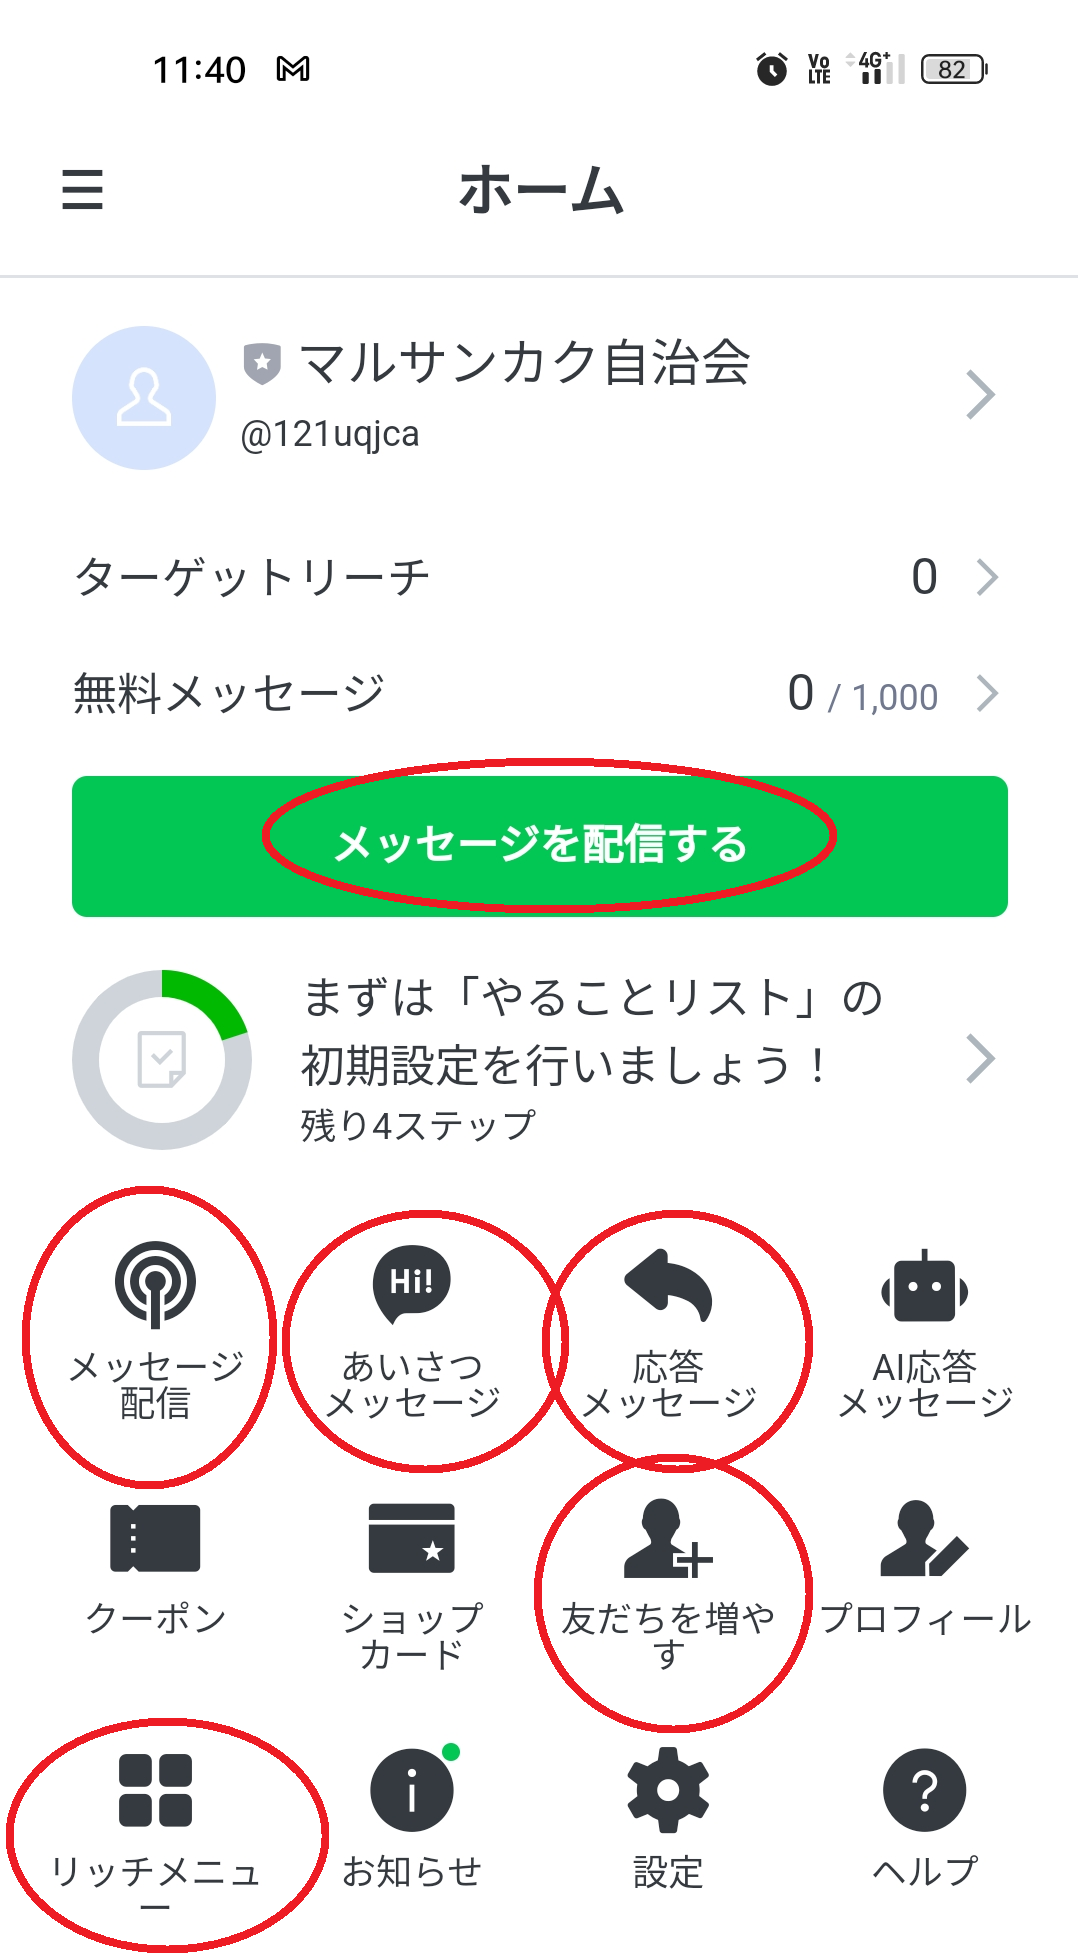 11:40
Vo LTE 4G+ 82
ホーム
マルサンカク自治会
@121uqjca
ターゲットリーチ 0
無料メッセージ 0 / 1,000
メッセージを配信する
まずは「やることリスト」の
初期設定を行いましょう！
残り4ステップ
Hi!
メッセージ
配信
あいさつ
メッセージ
応答
メッセージ
AI応答
メッセージ
クーポン
ショップ
カード
友だちを増や
す
プロフィール
リッチメニュ
ー
お知らせ
設定
ヘルプ